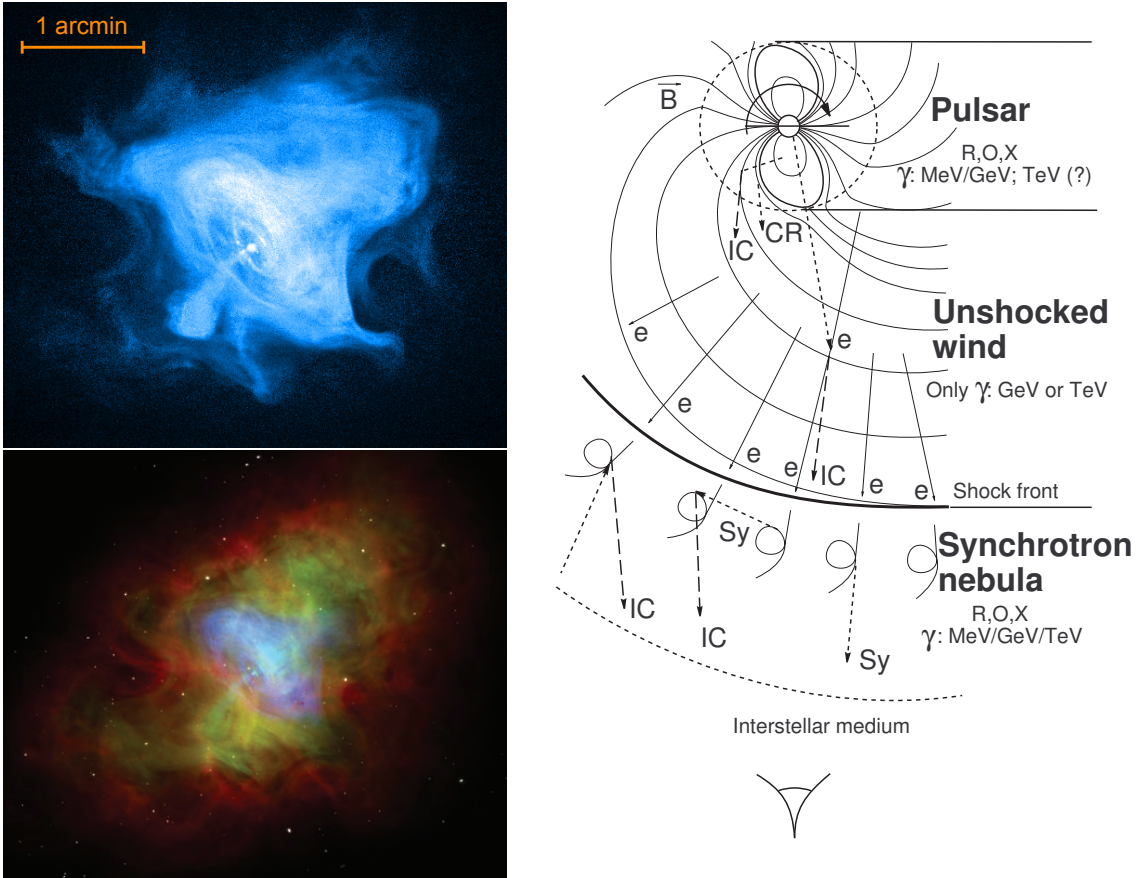 1 arcmin
B
Pulsar
R,O,X
γ: MeV/GeV; TeV (?)
IC
CR
Unshocked
wind
Only γ: GeV or TeV
e
e
e
e
e
IC
e
e
Shock front
Sy
Synchrotron
nebula
R,O,X
γ: MeV/GeV/TeV
IC
IC
Sy
Interstellar medium